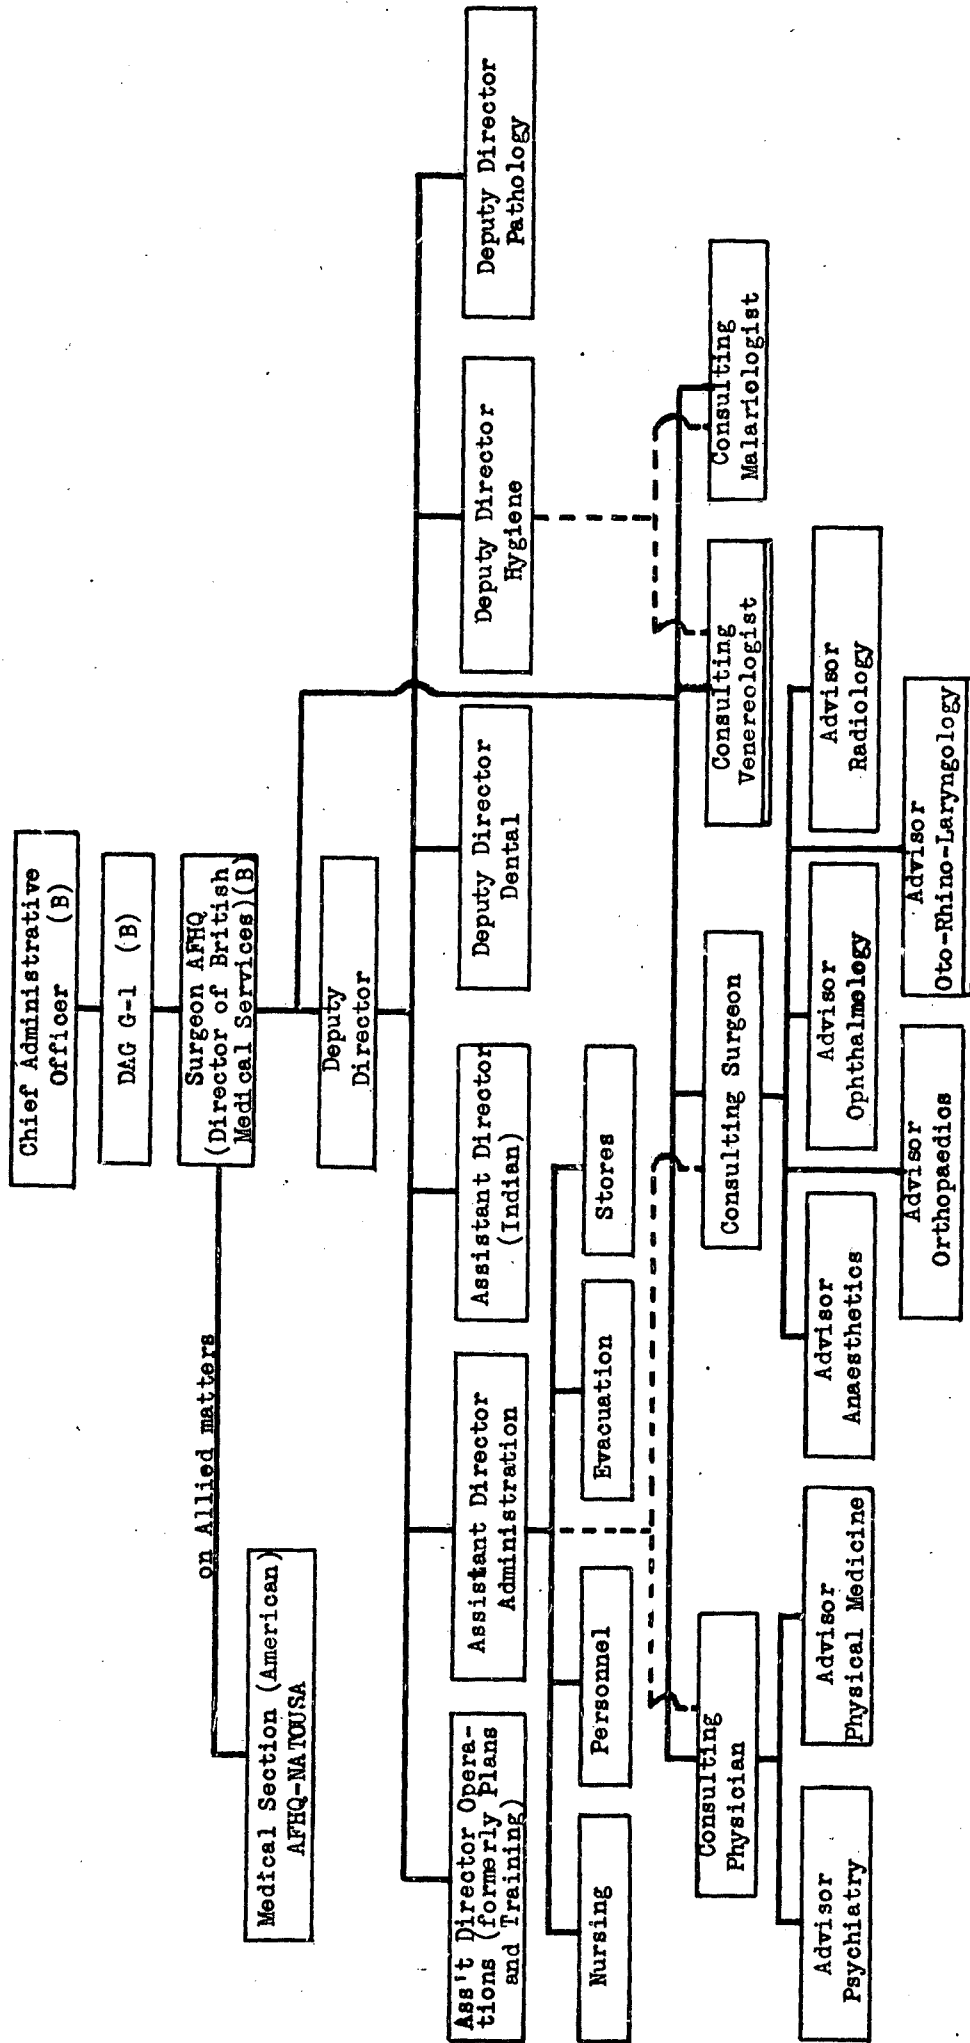 Chief Administrative
Officer (B)
DAG G-1 (B)
Surgeon AFHQ
(Director of British
Medical Services)(B)
on Allied matters
Medical Section (American)
AFHQ-NATOUSA
Deputy
Director
Ass't Director Opera-
tions (formerly Plans
and Training)
Assistant Director
Administration
Assistant Director
(Indian)
Deputy Director
Dental
Deputy Director
Hygiene
Deputy Director
Pathology
Nursing
Personnel
Evacuation
Stores
Consulting
Physician
Consulting Surgeon
Consulting
Venereologist
Consulting
Malariologist
Advisor
Psychiatry
Advisor
Physical Medicine
Advisor
Anaesthetics
Advisor
Ophthalmology
Advisor
Radiology
Advisor
Orthopaedics
Advisor
Oto-Rhino-Laryngology